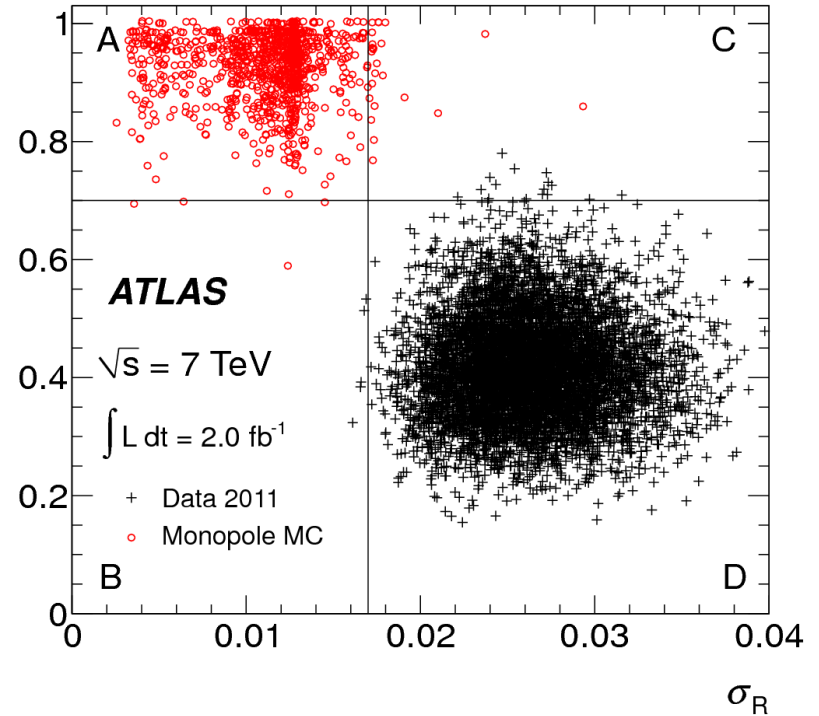 1
A
C
0.8
0.6
ATLAS
√s = 7 TeV
0.4
∫ L dt = 2.0 fb⁻¹
0.2
+ Data 2011
○ Monopole MC
B
D
0
0 0.01 0.02 0.03 0.04
σ_R